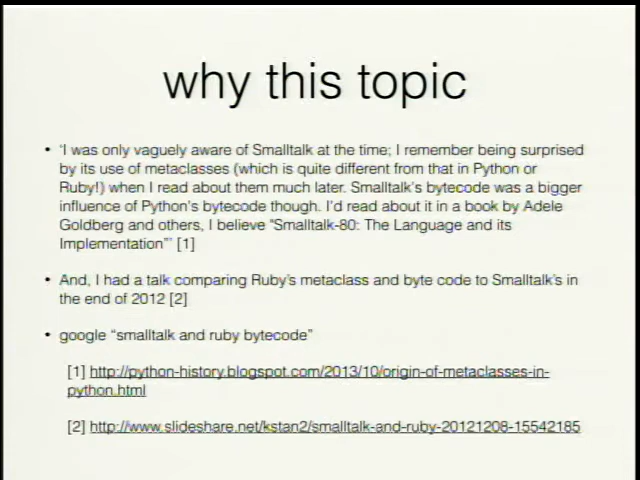 why this topic
• 'I was only vaguely aware of Smalltalk at the time; I remember being surprised
by its use of metaclasses (which is quite different from that in Python or
Ruby!) when I read about them much later. Smalltalk's bytecode was a bigger
influence of Python's bytecode though. I'd read about it in a book by Adele
Goldberg and others, I believe "Smalltalk-80: The Language and its
Implementation"' [1]
• And, I had a talk comparing Ruby's metaclass and byte code to Smalltalk's in
the end of 2012 [2]
• google "smalltalk and ruby bytecode"
[1] http://python-history.blogspot.com/2013/10/origin-of-metaclasses-in-
python.html
[2] http://www.slideshare.net/kstan2/smalltalk-and-ruby-20121208-15542185